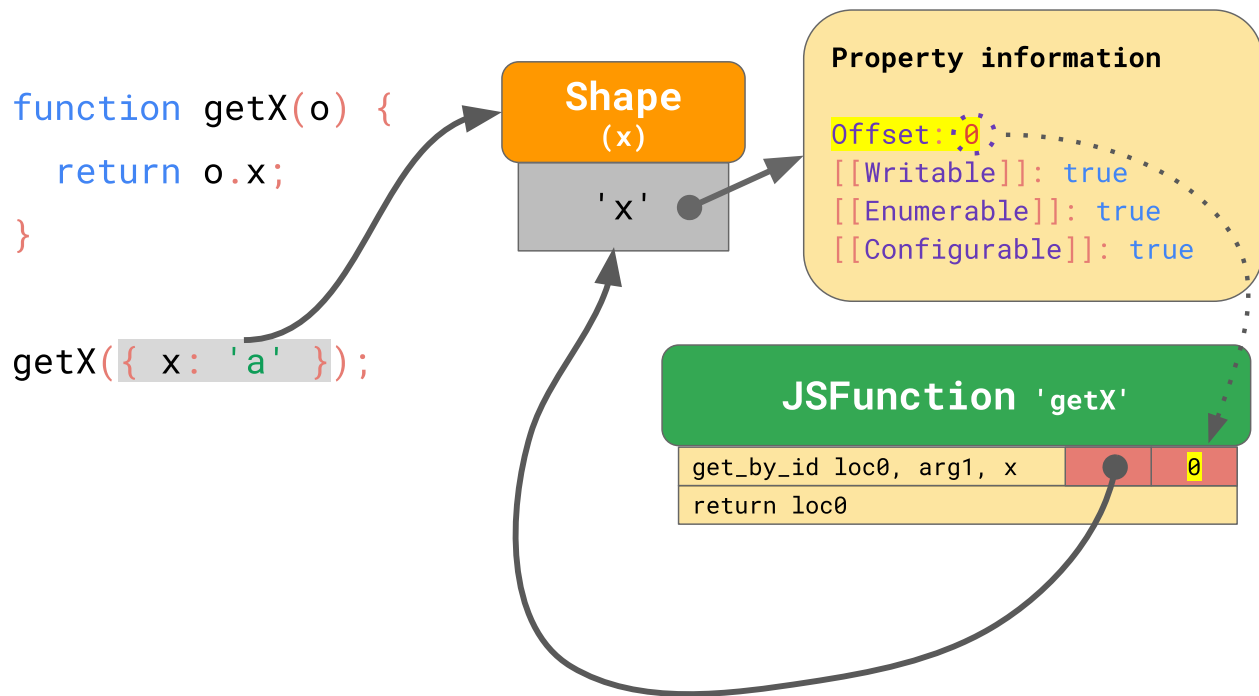 function getX(o) {
return o.x;
}
getX({ x: 'a' });
Shape
(x)
'x'
Property information
Offset: 0
[[Writable]]: true
[[Enumerable]]: true
[[Configurable]]: true
JSFunction 'getX'
get_by_id loc0, arg1, x 0
return loc0